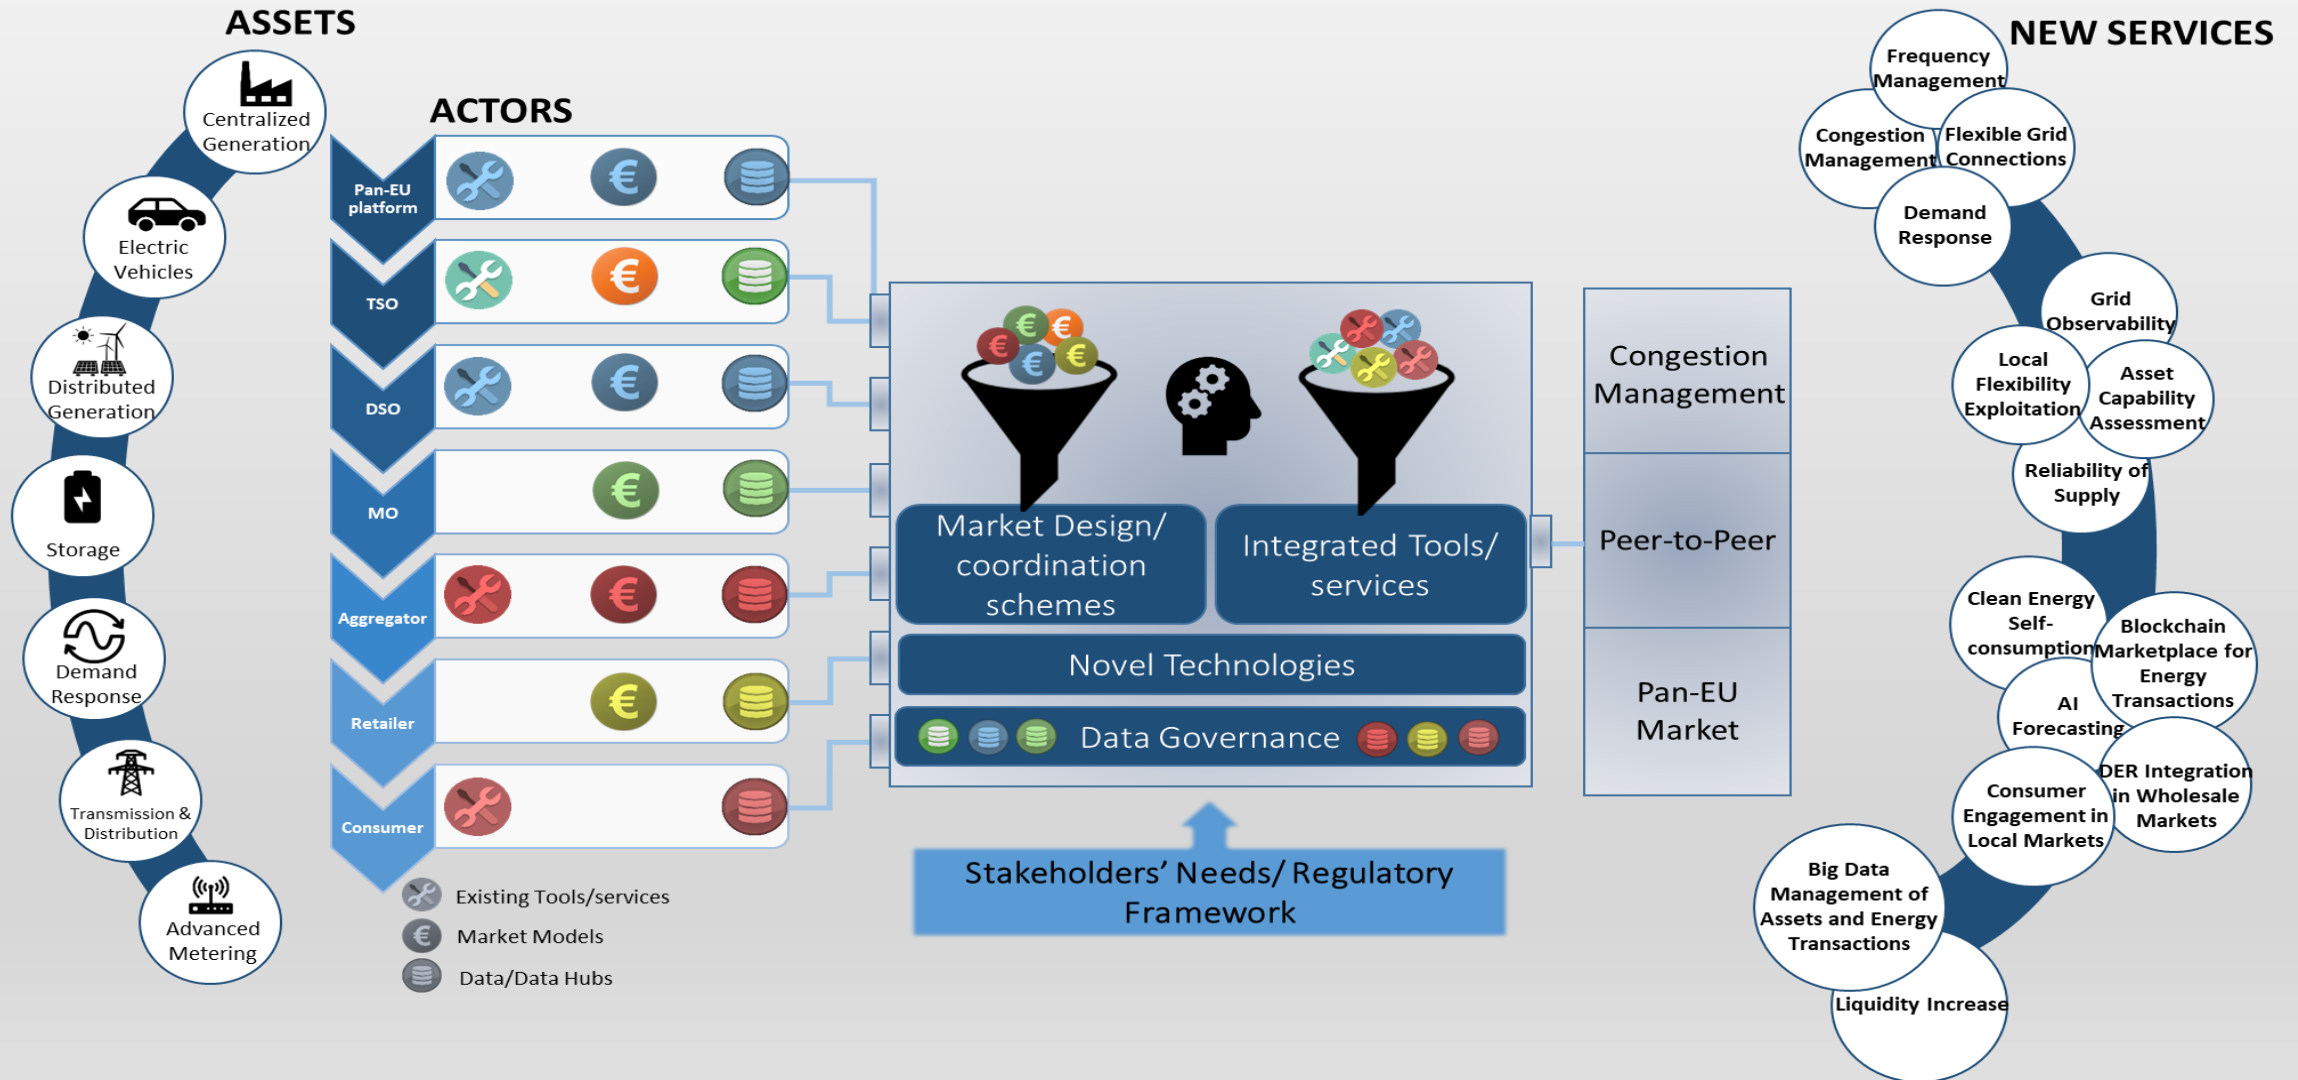 ASSETS
Centralized
Generation
Electric
Vehicles
Distributed
Generation
Storage
Demand
Response
Transmission &
Distribution
Advanced
Metering
ACTORS
Pan-EU
platform
TSO
DSO
MO
Aggregator
Retailer
Consumer
€
€
€
€
€
€
Existing Tools/services
€
Market Models
Data/Data Hubs
€
€
€
€
€
Market Design/
coordination
schemes
Integrated Tools/
services
Novel Technologies
Data Governance
Stakeholders’ Needs/ Regulatory
Framework
Congestion
Management
Peer-to-Peer
Pan-EU
Market
NEW SERVICES
Frequency
Management
Congestion
Management
Flexible Grid
Connections
Demand
Response
Grid
Observability
Local
Flexibility
Exploitation
Asset
Capability
Assessment
Reliability of
Supply
Clean Energy
Self-
consumption
Blockchain
Marketplace for
Energy
Transactions
AI
Forecasting
DER Integration
in Wholesale
Markets
Consumer
Engagement in
Local Markets
Big Data
Management of
Assets and Energy
Transactions
Liquidity Increase